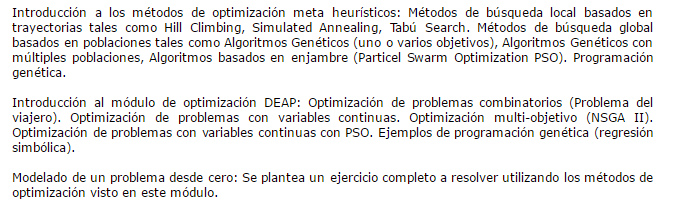 Introducción a los métodos de optimización meta heurísticos: Métodos de búsqueda local basados en
trayectorias tales como Hill Climbing, Simulated Annealing, Tabú Search. Métodos de búsqueda global
basados en poblaciones tales como Algoritmos Genéticos (uno o varios objetivos), Algoritmos Genéticos con
múltiples poblaciones, Algoritmos basados en enjambre (Particel Swarm Optimization PSO). Programación
genética.
Introducción al módulo de optimización DEAP: Optimización de problemas combinatorios (Problema del
viajero). Optimización de problemas con variables continuas. Optimización multi-objetivo (NSGA II).
Optimización de problemas con variables continuas con PSO. Ejemplos de programación genética (regresión
simbólica).
Modelado de un problema desde cero: Se plantea un ejercicio completo a resolver utilizando los métodos de
optimización visto en este módulo.